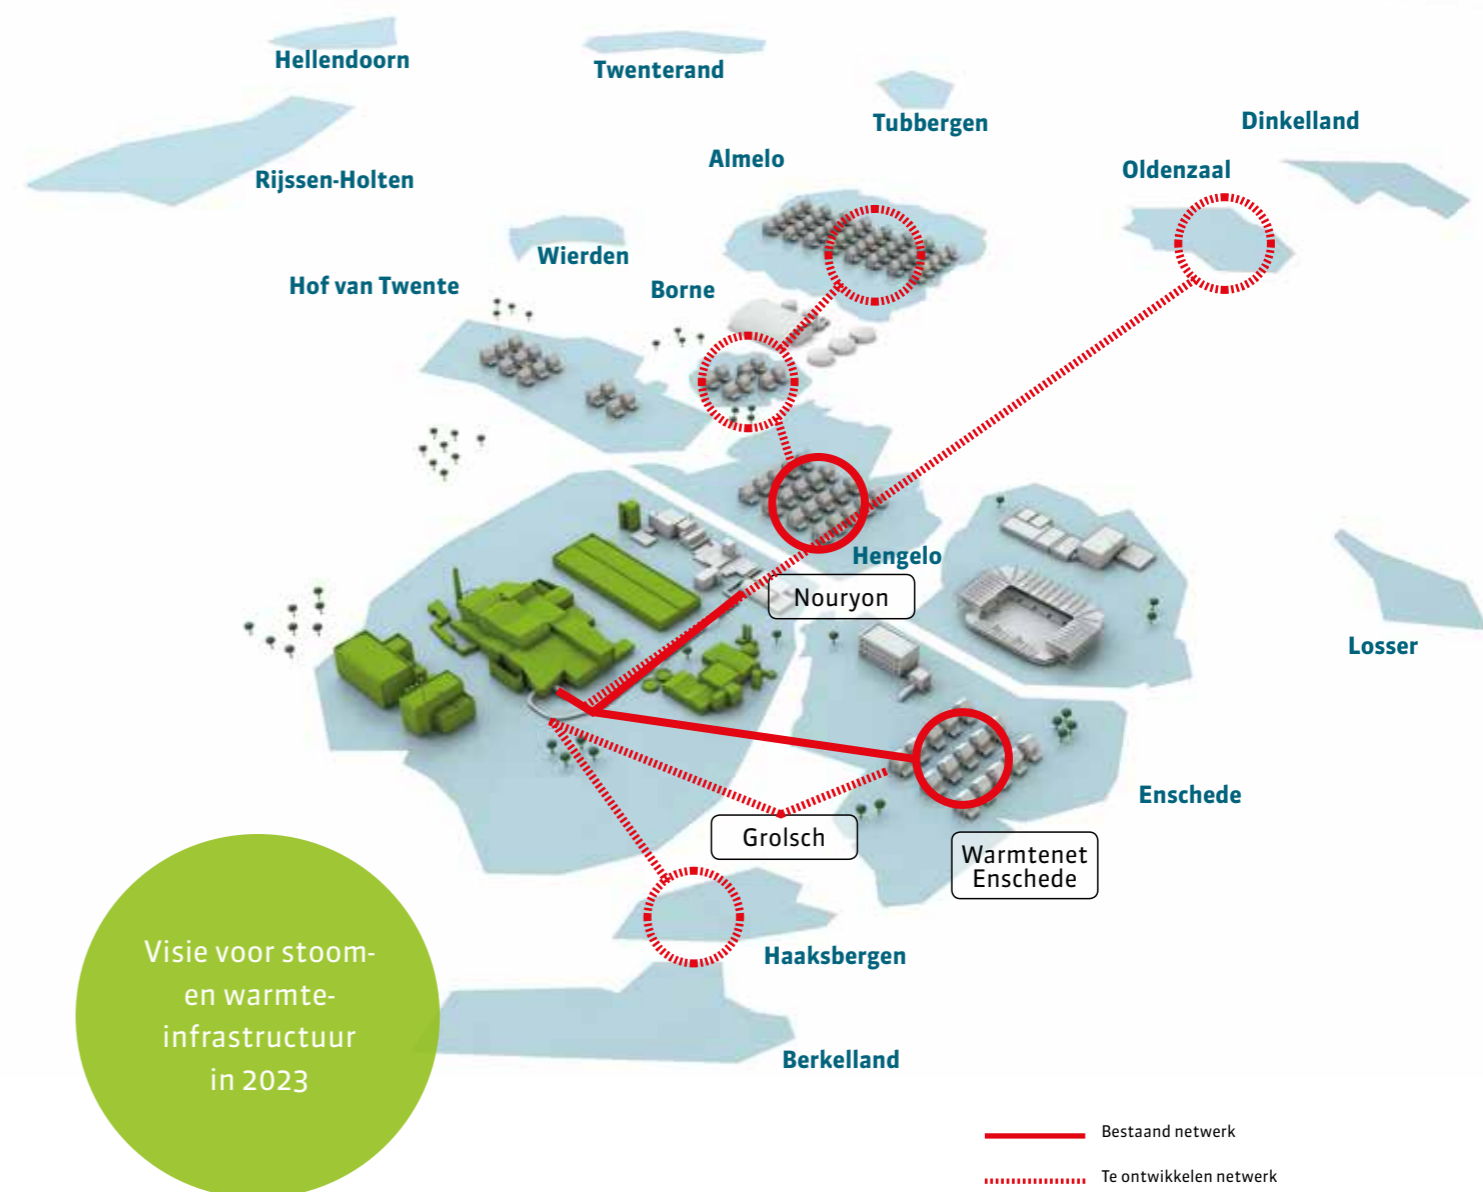 Hellendoorn
Twenterand
Tubbergen
Dinkelland
Almelo
Oldenzaal
Rijssen-Holten
Wierden
Hof van Twente
Borne
Hengelo
Nouryon
Losser
Enschede
Grolsch
Warmtenet
Enschede
Haaksbergen
Berkelland
Visie voor stoom-
en warmte-
infrastructuur
in 2023
Bestaand netwerk
Te ontwikkelen netwerk